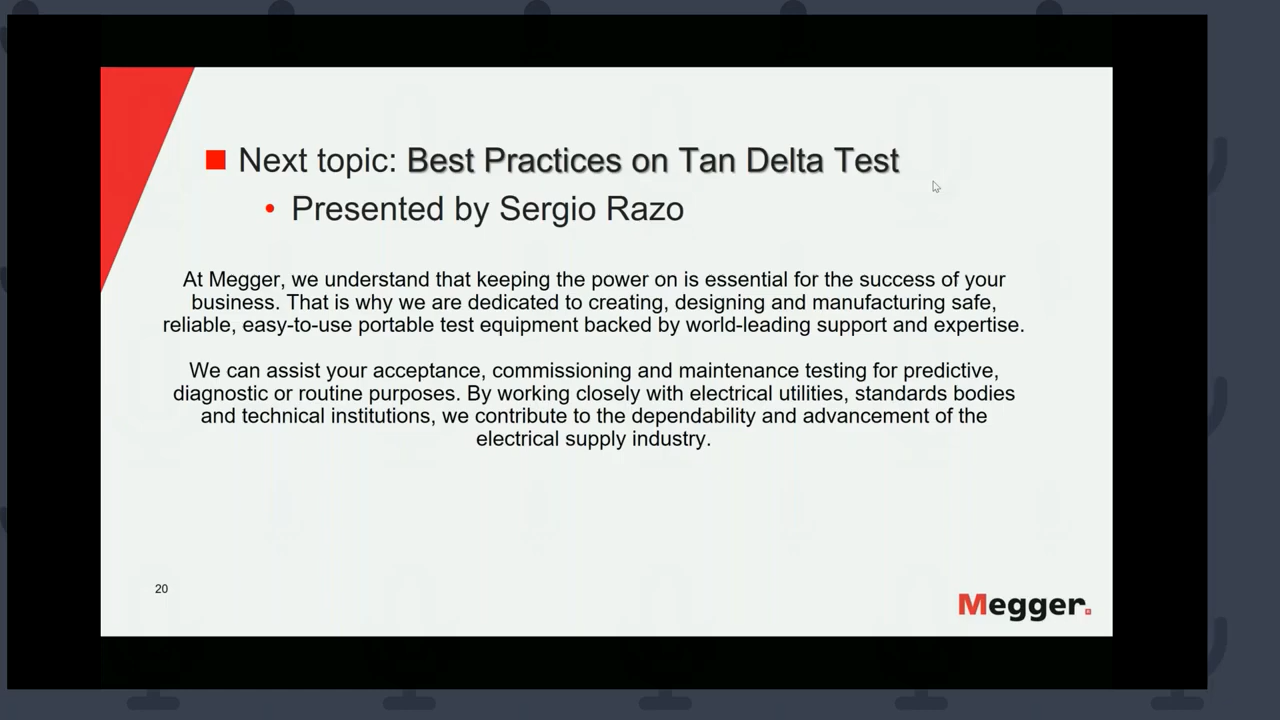 Next topic: Best Practices on Tan Delta Test
Presented by Sergio Razo
At Megger, we understand that keeping the power on is essential for the success of your
business. That is why we are dedicated to creating, designing and manufacturing safe,
reliable, easy-to-use portable test equipment backed by world-leading support and expertise.
We can assist your acceptance, commissioning and maintenance testing for predictive,
diagnostic or routine purposes. By working closely with electrical utilities, standards bodies
and technical institutions, we contribute to the dependability and advancement of the
electrical supply industry.
20
Megger.